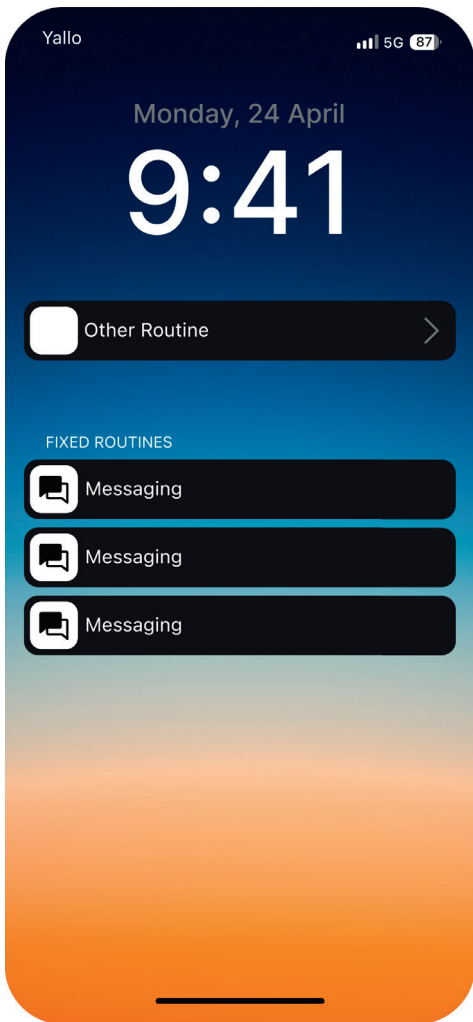 Yallo
5G 87
Monday, 24 April
9:41
Other Routine
FIXED ROUTINES
Messaging
Messaging
Messaging